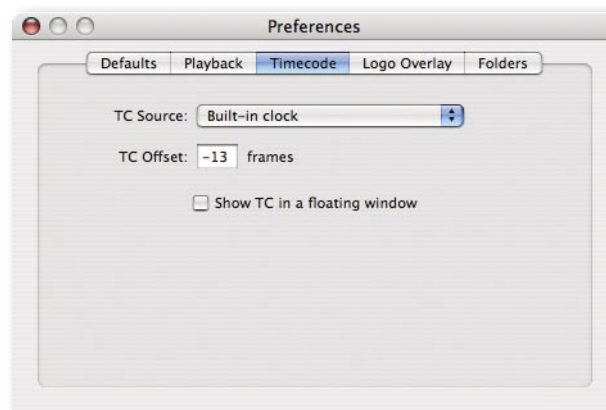 Preferences
Defaults Playback Timecode Logo Overlay Folders
TC Source: Built-in clock
TC Offset: -13 frames
Show TC in a floating window